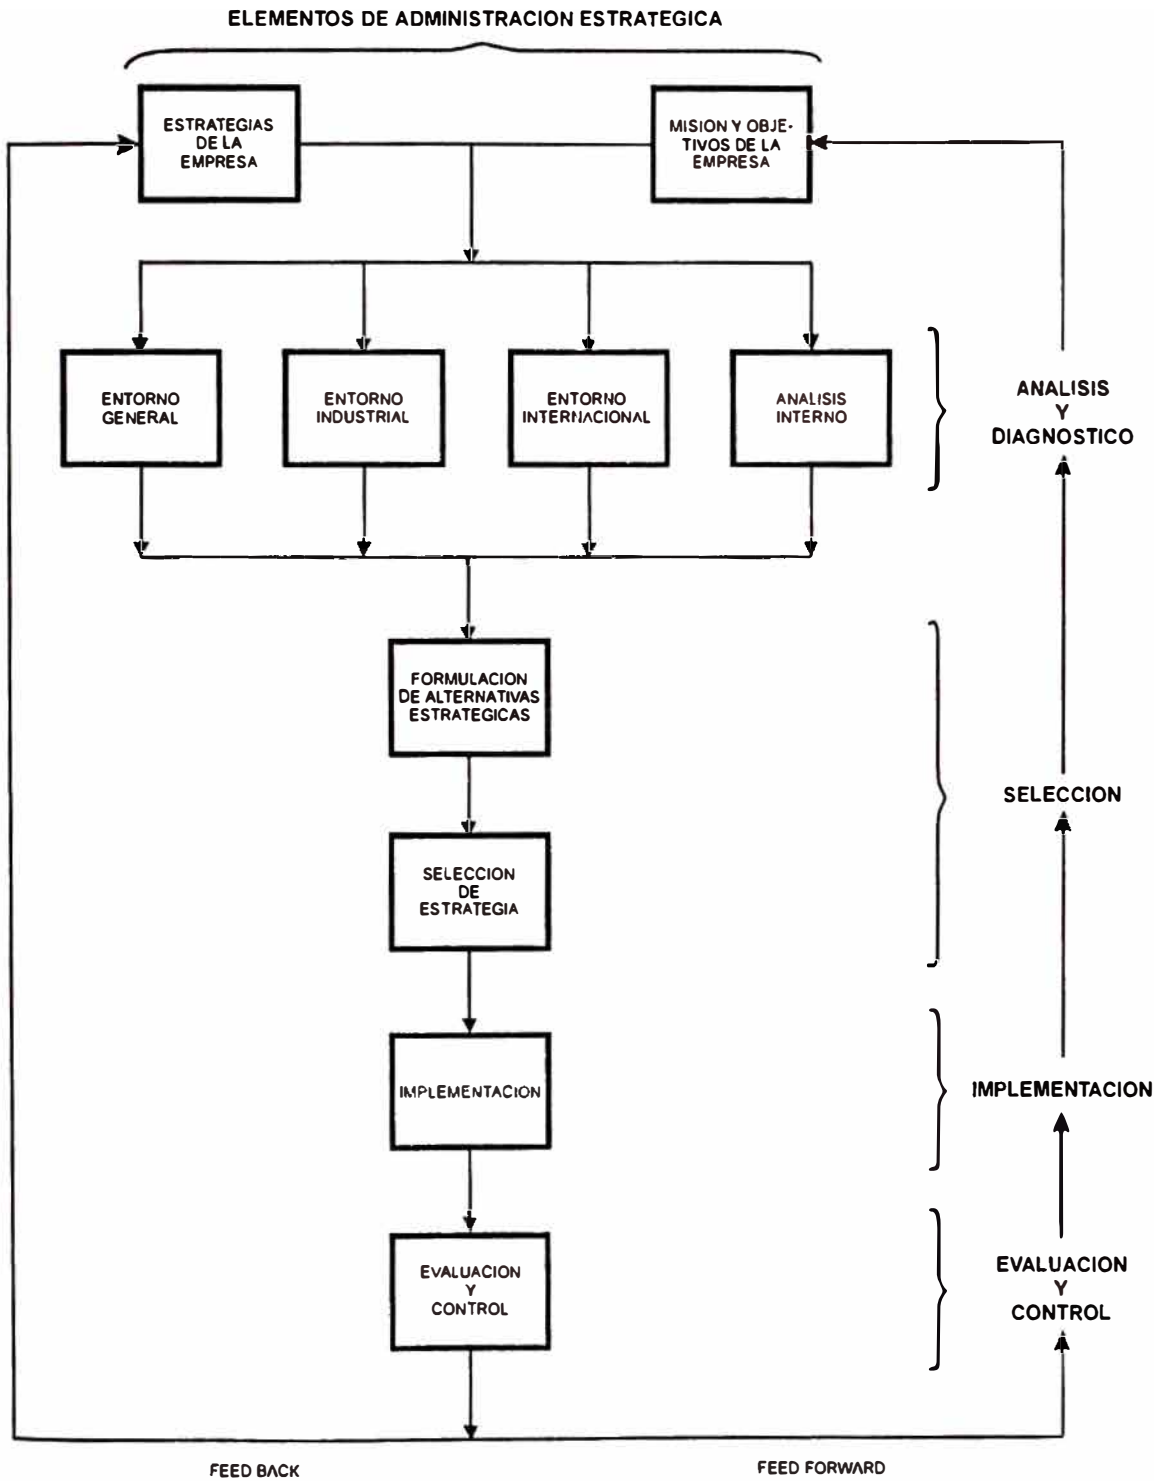 ELEMENTOS DE ADMINISTRACION ESTRATEGICA
ESTRATEGIAS
DE LA
EMPRESA
MISION Y OBJE-
TIVOS DE LA
EMPRESA
ENTORNO
GENERAL
ENTORNO
INDUSTRIAL
ENTORNO
INTERNACIONAL
ANALISIS
INTERNO
ANALISIS
Y
DIAGNOSTICO
FORMULACION
DE ALTERNATIVAS
ESTRATEGICAS
SELECCION
SELECCION
DE
ESTRATEGIA
IMPLEMENTACION
IMPLEMENTACION
EVALUACION
Y
CONTROL
EVALUACION
Y
CONTROL
FEED BACK
FEED FORWARD